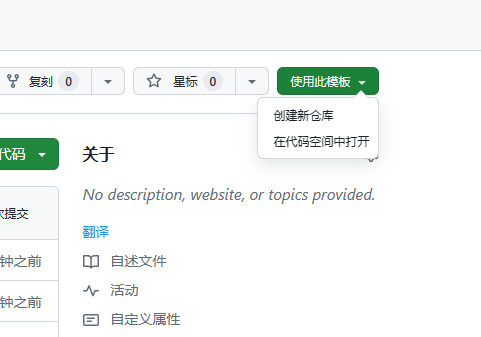 复刻 0 星标 0 使用此模板
创建新仓库
在代码空间中打开
代码
关于
No description, website, or topics provided.
次提交
翻译
钟之前
自述文件
活动
钟之前
自定义属性